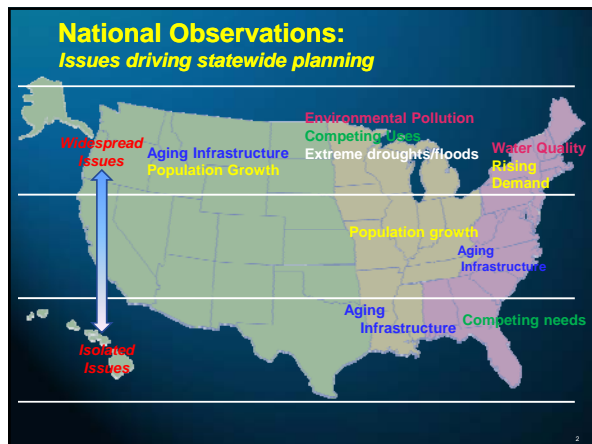 National Observations:
Issues driving statewide planning
Environmental Pollution
Competing Uses
Extreme droughts/floods
Widespread
Issues
Aging Infrastructure
Population Growth
Water Quality
Rising
Demand
Population growth
Aging
Infrastructure
Aging
Infrastructure
Competing needs
Isolated
Issues
2